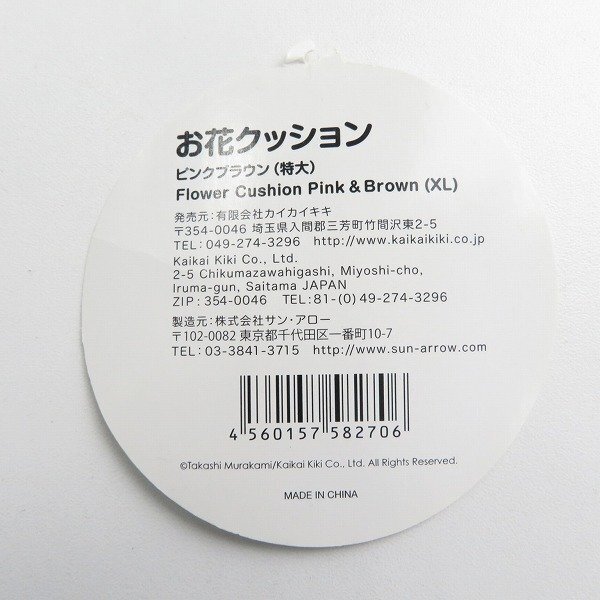 お花クッション
ピンクブラウン(特大)
Flower Cushion Pink & Brown (XL)
発売元:有限会社カイカイキキ
〒354-0046 埼玉県入間郡三芳町竹間沢東2-5
TEL:049-274-3296 http://www.kaikaikiki.co.jp
Kaikai Kiki Co., Ltd.
2-5 Chikumazawahigashi, Miyoshi-cho,
Iruma-gun, Saitama JAPAN
ZIP : 354-0046 TEL:81-(0) 49-274-3296
製造元:株式会社サン・アロー
〒102-0082 東京都千代田区一番町10-7
TEL: 03-3841-3715 http://www.sun-arrow.com
4 560157 582706
©Takashi Murakami/Kaikai Kiki Co., Ltd. All Rights Reserved.
MADE IN CHINA